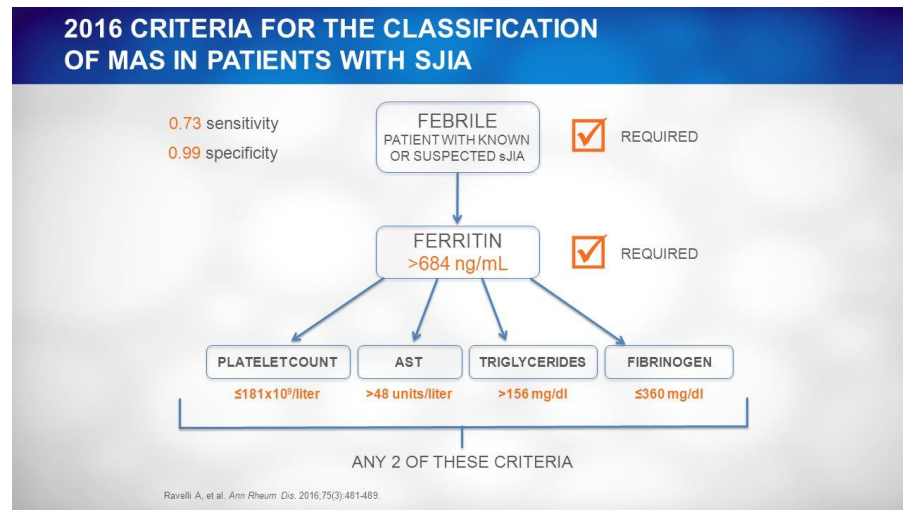 2016 CRITERIA FOR THE CLASSIFICATION
OF MAS IN PATIENTS WITH SJIA
0.73 sensitivity
0.99 specificity
FEBRILE
PATIENT WITH KNOWN
OR SUSPECTED sJIA
REQUIRED
FERRITIN
>684 ng/mL
REQUIRED
PLATELET COUNT
AST
TRIGLYCERIDES
FIBRINOGEN
≤181x10⁹/liter
>48 units/liter
>156 mg/dl
≤360 mg/dl
ANY 2 OF THESE CRITERIA
Ravelli A, et al. Ann Rheum Dis. 2016;75(3):481-489.